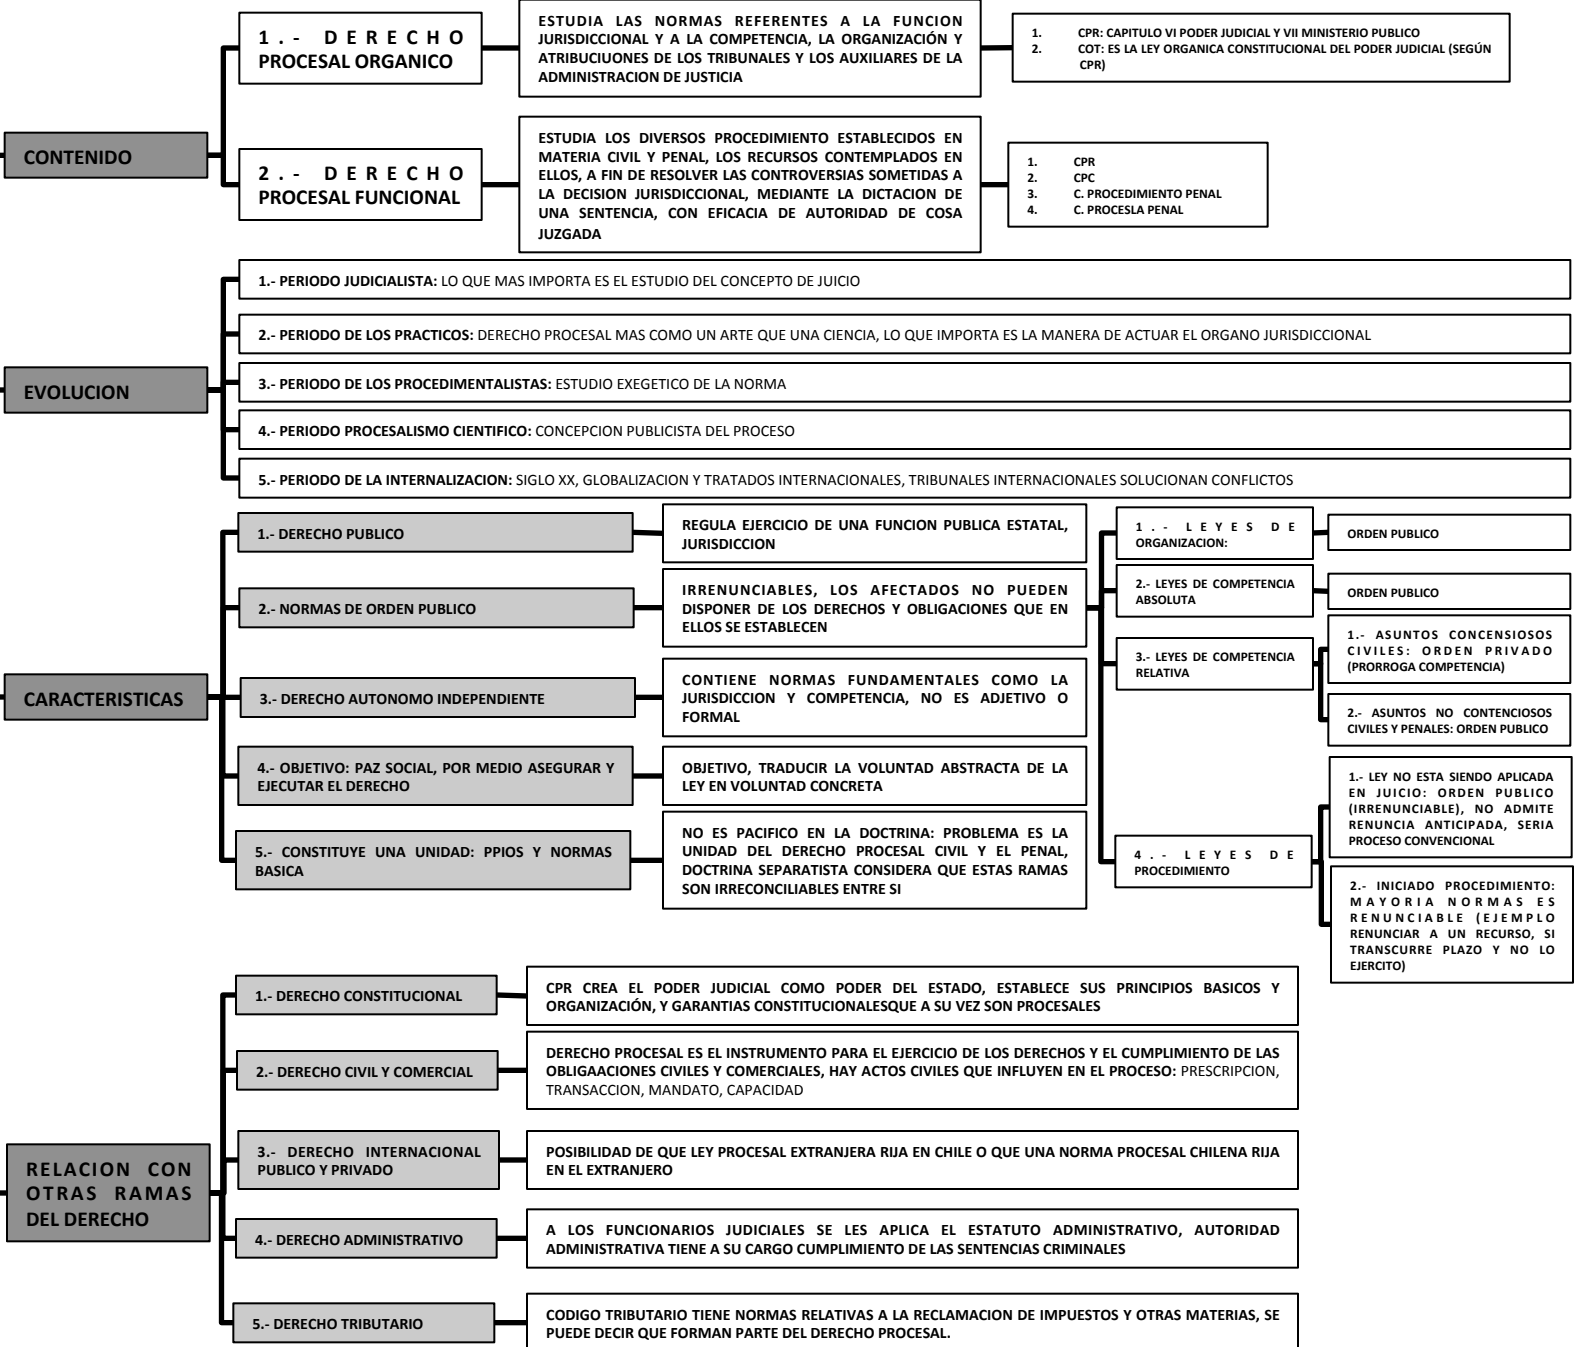 CONTENIDO
1.- DERECHO
PROCESAL ORGANICO
ESTUDIA LAS NORMAS REFERENTES A LA FUNCION
JURISDICCIONAL Y A LA COMPETENCIA, LA ORGANIZACIÓN Y
ATRIBUCIUONES DE LOS TRIBUNALES Y LOS AUXILIARES DE LA
ADMINISTRACION DE JUSTICIA
1. CPR: CAPITULO VI PODER JUDICIAL Y VII MINISTERIO PUBLICO
2. COT: ES LA LEY ORGANICA CONSTITUCIONAL DEL PODER JUDICIAL (SEGÚN
CPR)
2.- DERECHO
PROCESAL FUNCIONAL
ESTUDIA LOS DIVERSOS PROCEDIMIENTO ESTABLECIDOS EN
MATERIA CIVIL Y PENAL, LOS RECURSOS CONTEMPLADOS EN
ELLOS, A FIN DE RESOLVER LAS CONTROVERSIAS SOMETIDAS A
LA DECISION JURISDICCIONAL, MEDIANTE LA DICTACION DE
UNA SENTENCIA, CON EFICACIA DE AUTORIDAD DE COSA
JUZGADA
1. CPR
2. CPC
3. C. PROCEDIMIENTO PENAL
4. C. PROCESLA PENAL
EVOLUCION
1.- PERIODO JUDICIALISTA: LO QUE MAS IMPORTA ES EL ESTUDIO DEL CONCEPTO DE JUICIO
2.- PERIODO DE LOS PRACTICOS: DERECHO PROCESAL MAS COMO UN ARTE QUE UNA CIENCIA, LO QUE IMPORTA ES LA MANERA DE ACTUAR EL ORGANO JURISDICCIONAL
3.- PERIODO DE LOS PROCEDIMENTALISTAS: ESTUDIO EXEGETICO DE LA NORMA
4.- PERIODO PROCESALISMO CIENTIFICO: CONCEPCION PUBLICISTA DEL PROCESO
5.- PERIODO DE LA INTERNALIZACION: SIGLO XX, GLOBALIZACION Y TRATADOS INTERNACIONALES, TRIBUNALES INTERNACIONALES SOLUCIONAN CONFLICTOS
CARACTERISTICAS
1.- DERECHO PUBLICO
REGULA EJERCICIO DE UNA FUNCION PUBLICA ESTATAL,
JURISDICCION
2.- NORMAS DE ORDEN PUBLICO
IRRENUNCIABLES, LOS AFECTADOS NO PUEDEN
DISPONER DE LOS DERECHOS Y OBLIGACIONES QUE EN
ELLOS SE ESTABLECEN
1.- LEYES DE
ORGANIZACION:
ORDEN PUBLICO
2.- LEYES DE COMPETENCIA
ABSOLUTA
ORDEN PUBLICO
3.- LEYES DE COMPETENCIA
RELATIVA
1.- ASUNTOS CONCENSIOSOS
CIVILES: ORDEN PRIVADO
(PRORROGA COMPETENCIA)
2.- ASUNTOS NO CONTENCIOSOS
CIVILES Y PENALES: ORDEN PUBLICO
4.- LEYES DE
PROCEDIMIENTO
1.- LEY NO ESTA SIENDO APLICADA
EN JUICIO: ORDEN PUBLICO
(IRRENUNCIABLE), NO ADMITE
RENUNCIA ANTICIPADA, SERIA
PROCESO CONVENCIONAL
2.- INICIADO PROCEDIMIENTO:
MAYORIA NORMAS ES
RENUNCIABLE (EJEMPLO
RENUNCIAR A UN RECURSO, SI
TRANSCURRE PLAZO Y NO LO
EJERCITO)
3.- DERECHO AUTONOMO INDEPENDIENTE
CONTIENE NORMAS FUNDAMENTALES COMO LA
JURISDICCION Y COMPETENCIA, NO ES ADJETIVO O
FORMAL
4.- OBJETIVO: PAZ SOCIAL, POR MEDIO ASEGURAR Y
EJECUTAR EL DERECHO
OBJETIVO, TRADUCIR LA VOLUNTAD ABSTRACTA DE LA
LEY EN VOLUNTAD CONCRETA
5.- CONSTITUYE UNA UNIDAD: PPIOS Y NORMAS
BASICA
NO ES PACIFICO EN LA DOCTRINA: PROBLEMA ES LA
UNIDAD DEL DERECHO PROCESAL CIVIL Y EL PENAL,
DOCTRINA SEPARATISTA CONSIDERA QUE ESTAS RAMAS
SON IRRECONCILIABLES ENTRE SI
RELACION CON
OTRAS RAMAS
DEL DERECHO
1.- DERECHO CONSTITUCIONAL
CPR CREA EL PODER JUDICIAL COMO PODER DEL ESTADO, ESTABLECE SUS PRINCIPIOS BASICOS Y
ORGANIZACIÓN, Y GARANTIAS CONSTITUCIONALESQUE A SU VEZ SON PROCESALES
2.- DERECHO CIVIL Y COMERCIAL
DERECHO PROCESAL ES EL INSTRUMENTO PARA EL EJERCICIO DE LOS DERECHOS Y EL CUMPLIMIENTO DE LAS
OBLIGAACIONES CIVILES Y COMERCIALES, HAY ACTOS CIVILES QUE INFLUYEN EN EL PROCESO: PRESCRIPCION,
TRANSACCION, MANDATO, CAPACIDAD
3.- DERECHO INTERNACIONAL
PUBLICO Y PRIVADO
POSIBILIDAD DE QUE LEY PROCESAL EXTRANJERA RIJA EN CHILE O QUE UNA NORMA PROCESAL CHILENA RIJA
EN EL EXTRANJERO
4.- DERECHO ADMINISTRATIVO
A LOS FUNCIONARIOS JUDICIALES SE LES APLICA EL ESTATUTO ADMINISTRATIVO, AUTORIDAD
ADMINISTRATIVA TIENE A SU CARGO CUMPLIMIENTO DE LAS SENTENCIAS CRIMINALES
5.- DERECHO TRIBUTARIO
CODIGO TRIBUTARIO TIENE NORMAS RELATIVAS A LA RECLAMACION DE IMPUESTOS Y OTRAS MATERIAS, SE
PUEDE DECIR QUE FORMAN PARTE DEL DERECHO PROCESAL.